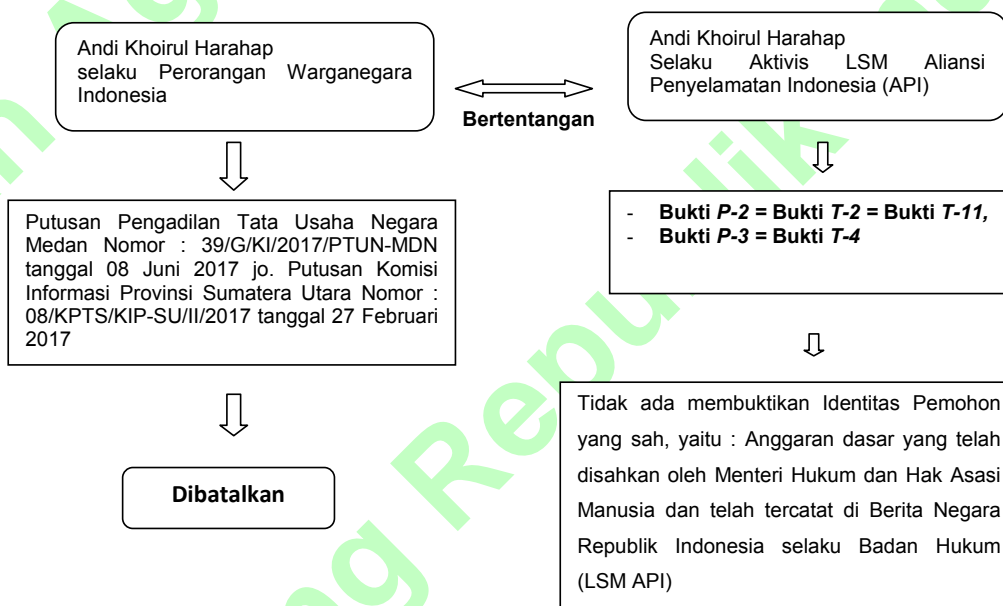 Andi Khoirul Harahap
selaku Perorangan Warganegara
Indonesia
Andi Khoirul Harahap
Selaku Aktivis LSM Aliansi
Penyelamatan Indonesia (API)
Bertentangan
Putusan Pengadilan Tata Usaha Negara
Medan Nomor : 39/G/KI/2017/PTUN-MDN
tanggal 08 Juni 2017 jo. Putusan Komisi
Informasi Provinsi Sumatera Utara Nomor :
08/KPTS/KIP-SU/II/2017 tanggal 27 Februari
2017
- Bukti P-2 = Bukti T-2 = Bukti T-11,
- Bukti P-3 = Bukti T-4
Dibatalkan
Tidak ada membuktikan Identitas Pemohon
yang sah, yaitu : Anggaran dasar yang telah
disahkan oleh Menteri Hukum dan Hak Asasi
Manusia dan telah tercatat di Berita Negara
Republik Indonesia selaku Badan Hukum
(LSM API)
Republik